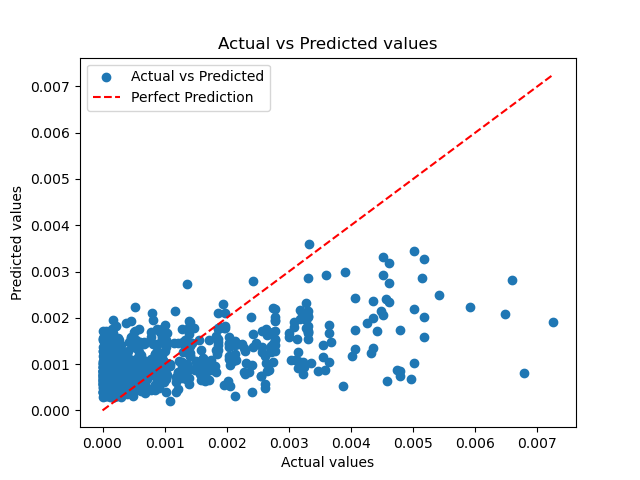 Actual vs Predicted values
Actual vs Predicted
Perfect Prediction
0.007
0.006
0.005
0.004
0.003
0.002
0.001
0.000
Predicted values
0.000 0.001 0.002 0.003 0.004 0.005 0.006 0.007
Actual values